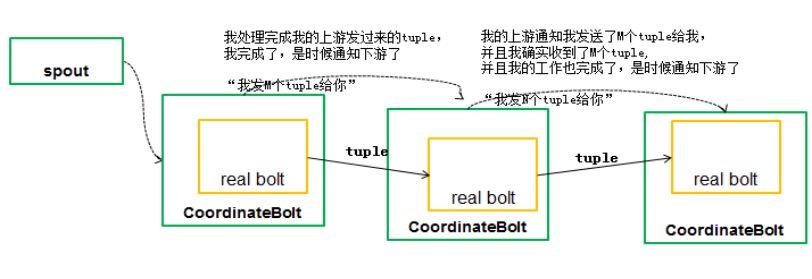 我处理完成我的上游发过来的tuple，
我完成了，是时候通知下游了
“我发M个tuple给你”
我的上游通知我发送了M个tuple给我，
并且我确实收到了M个tuple,
并且我的工作也完成了，是时候通知下游了
“我发N个tuple给你”
spout
tuple
tuple
real bolt
CoordinateBolt
real bolt
CoordinateBolt
real bolt
CoordinateBolt